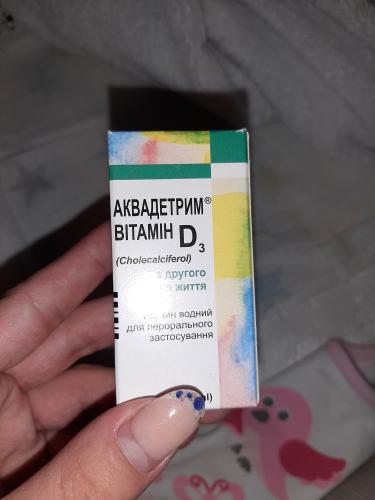 АКВАДЕТРИМ®
ВІТАМІН D3
(Cholecalciferol)
з другого
життя
водний
для перорального
застосування